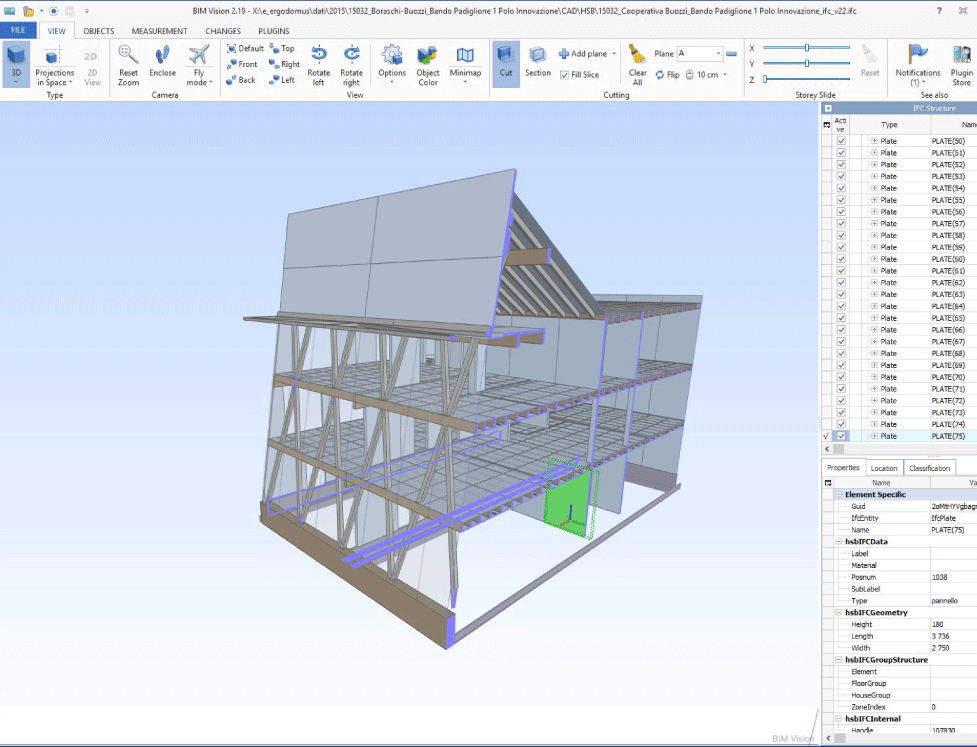 BIM Vision 2.19 - X:\e_ergodomus\dati\2015\15032_Boraschi-Buozzi_Bando Padiglione 1 Polo Innovazione\CAD\HSB\15032_Cooperativa Buozzi_Bando Padiglione 1 Polo Innovazione_ifc_v22.ifc
FILE VIEW OBJECTS MEASUREMENT CHANGES PLUGINS
3D
Projections in Space
2D
2D View
Reset Zoom
Enclose
Fly mode
Default
Front
Back
Top
Right
Left
Rotate left
Rotate right
Options
Object Color
Minimap
Cut
Section
Add plane
Fill Slice
Clear All
Plane A
Flip 10 cm
X
Y
Z
Reset
Notifications (1)
Plugin Store
Type
Camera
View
Cutting
Storey Slide
See also
IFC Structure
Acti ve Type Nam
Plate PLATE(50)
Plate PLATE(51)
Plate PLATE(52)
Plate PLATE(53)
Plate PLATE(54)
Plate PLATE(55)
Plate PLATE(56)
Plate PLATE(57)
Plate PLATE(58)
Plate PLATE(59)
Plate PLATE(60)
Plate PLATE(61)
Plate PLATE(62)
Plate PLATE(63)
Plate PLATE(64)
Plate PLATE(65)
Plate PLATE(66)
Plate PLATE(67)
Plate PLATE(68)
Plate PLATE(69)
Plate PLATE(70)
Plate PLATE(71)
Plate PLATE(72)
Plate PLATE(73)
Plate PLATE(74)
Plate PLATE(75)
Properties Location Classification
Name Va
Element Specific
Guid
IfcEntity IfcPlate
Name PLATE(75)
hsbIFCData
Label
Material
Posnum 1038
SubLabel
Type pannello
hsbIFCGeometry
Height 180
Length 3 736
Width 2 750
hsbIFCGroupStructure
Element
FloorGroup
HouseGroup
ZoneIndex 0
hsbIFCInternal
Handle 107830
BIM Vision